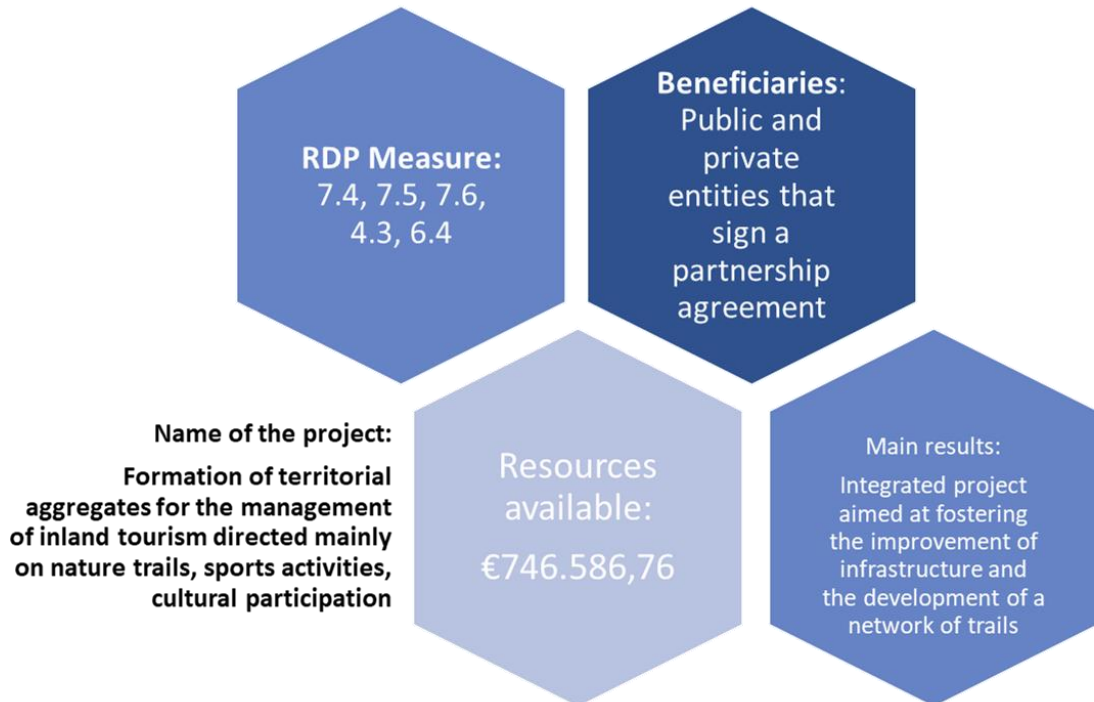 RDP Measure:
7.4, 7.5, 7.6,
4.3, 6.4
Beneficiaries:
Public and
private
entities that
sign a
partnership
agreement
Name of the project:
Formation of territorial
aggregates for the management
of inland tourism directed mainly
on nature trails, sports activities,
cultural participation
Resources
available:
€746.586,76
Main results:
Integrated project
aimed at fostering
the improvement of
infrastructure and
the development of a
network of trails